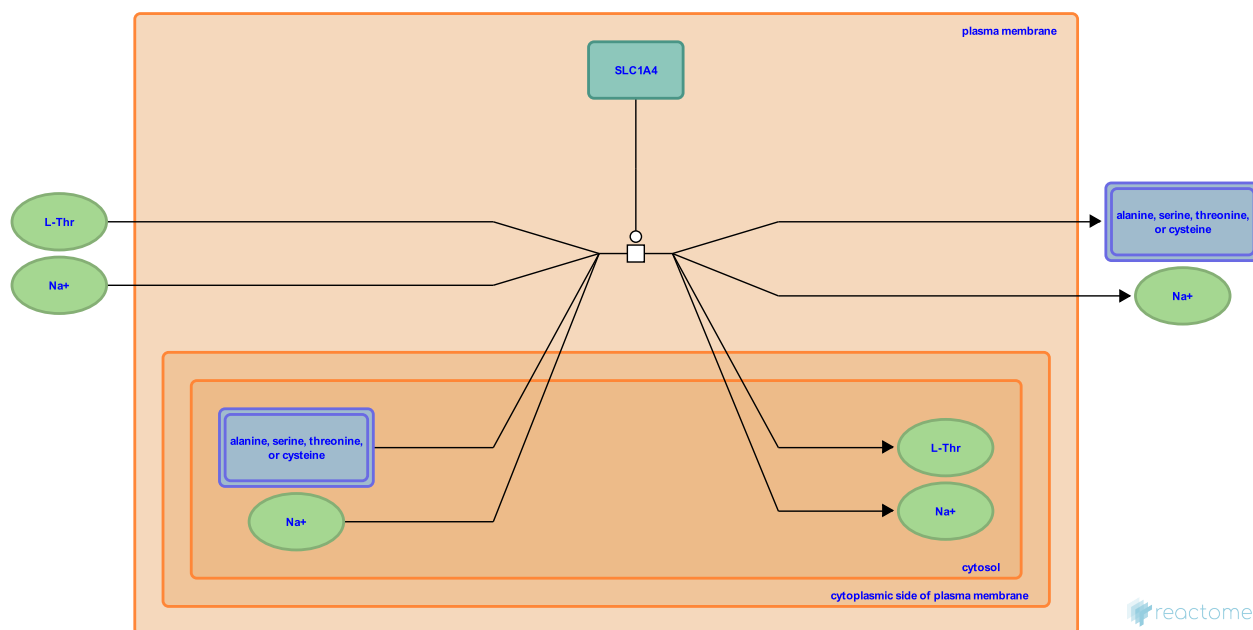 plasma membrane
SLC1A4
L-Thr
alanine, serine, threonine,
or cysteine
Na+
Na+
alanine, serine, threonine,
or cysteine
L-Thr
Na+
Na+
cytosol
cytoplasmic side of plasma membrane
reactome